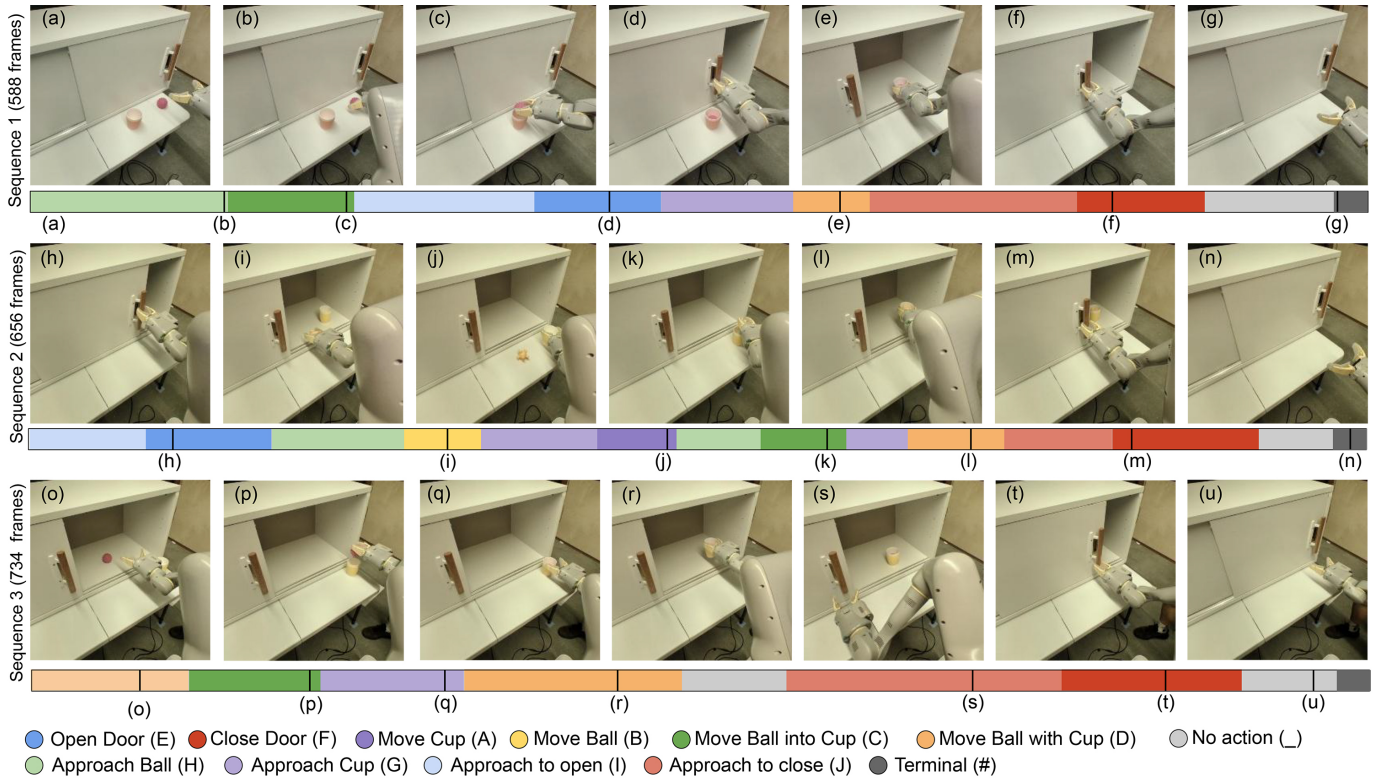 Sequence 1 (588 frames)
(a) (b) (c) (d) (e) (f) (g)
(a) (b) (c) (d) (e) (f) (g)
Sequence 2 (656 frames)
(h) (i) (j) (k) (l) (m) (n)
(h) (i) (j) (k) (l) (m) (n)
Sequence 3 (734 frames)
(o) (p) (q) (r) (s) (t) (u)
(o) (p) (q) (r) (s) (t) (u)
Open Door (E) Close Door (F) Move Cup (A) Move Ball (B) Move Ball into Cup (C) Move Ball with Cup (D) No action (_)
Approach Ball (H) Approach Cup (G) Approach to open (I) Approach to close (J) Terminal (#)